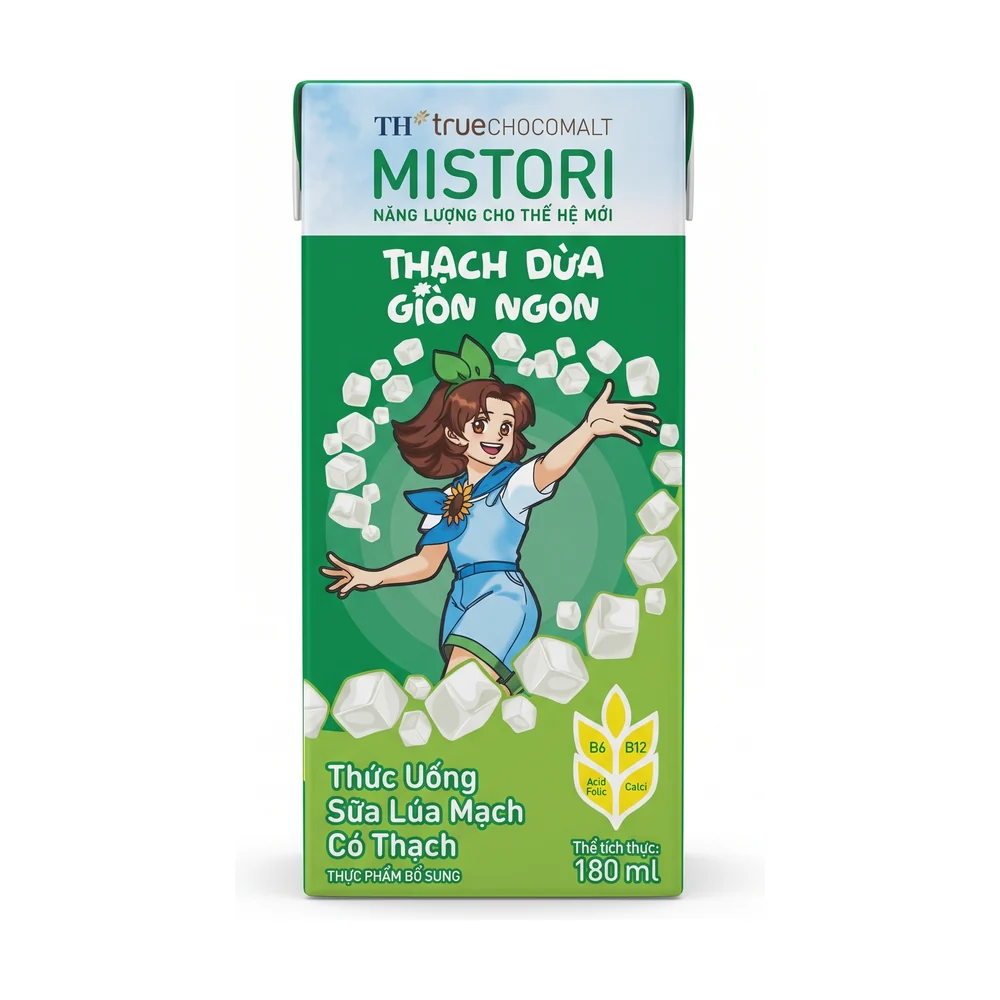 TH true CHOCOMALT
MISTORI
NĂNG LƯỢNG CHO THẾ HỆ MỚI
THẠCH DỪA
GIÒN NGON
B6 B12
Acid Folic Calci
Thức Uống
Sữa Lúa Mạch
Có Thạch
THỰC PHẨM BỔ SUNG
Thể tích thực:
180 ml